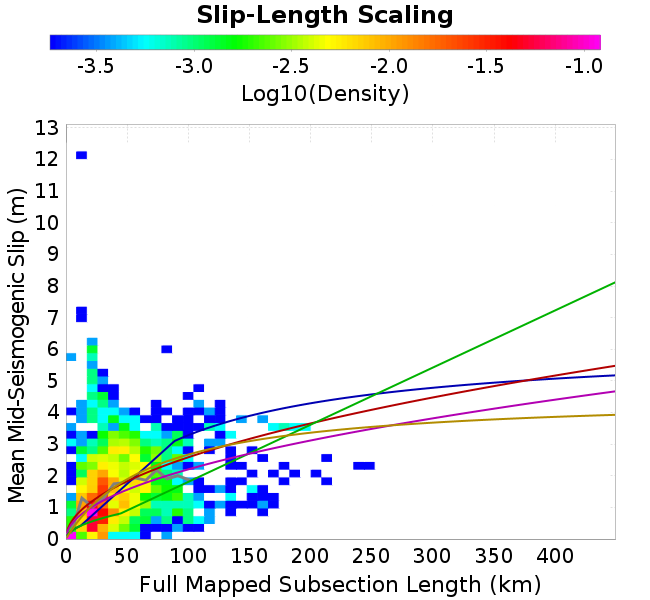 Slip-Length Scaling
-3.5 -3.0 -2.5 -2.0 -1.5 -1.0
Log10(Density)
13
12
11
10
9
8
7
6
5
4
3
2
1
0
Mean Mid-Seismogenic Slip (m)
0 50 100 150 200 250 300 350 400
Full Mapped Subsection Length (km)